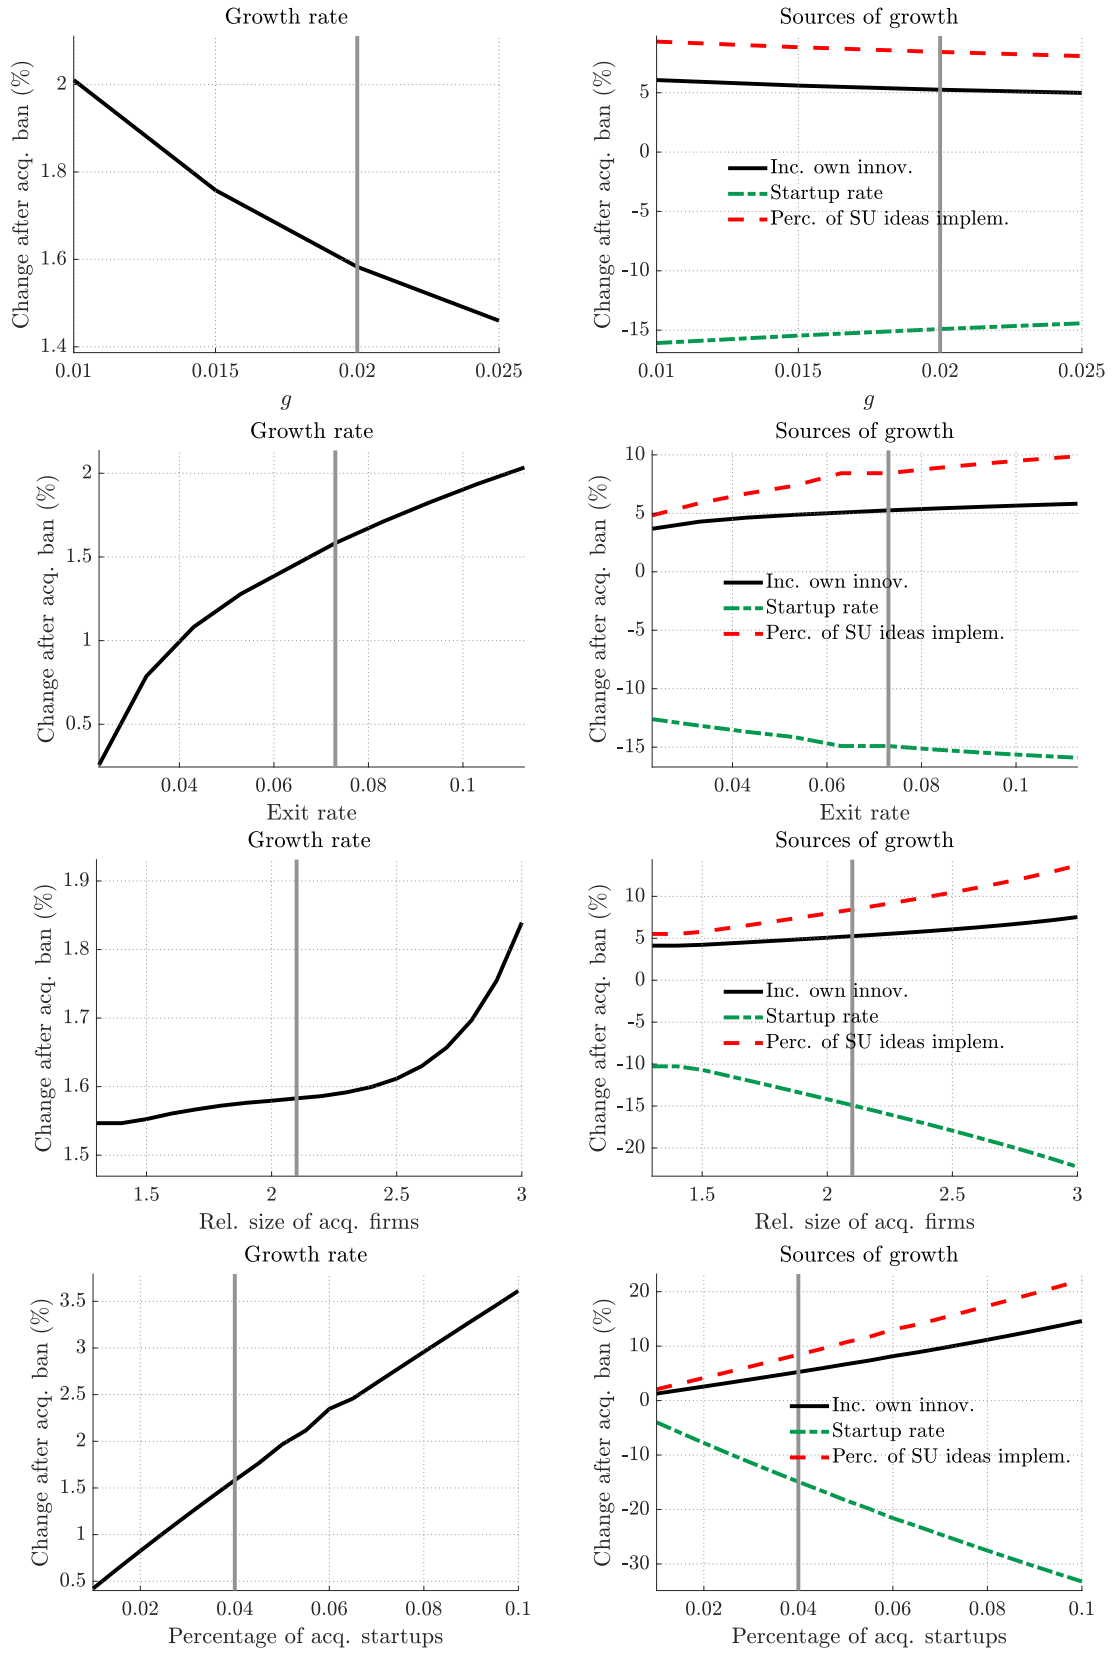 Growth rate
Change after acq. ban (%)
2
1.8
1.6
1.4
0.01 0.015 0.02 0.025
g
Sources of growth
Change after acq. ban (%)
5
0
-5
-10
-15
Inc. own innov.
Startup rate
Perc. of SU ideas implem.
0.01 0.015 0.02 0.025
g
Growth rate
Change after acq. ban (%)
2
1.5
1
0.5
0.04 0.06 0.08 0.1
Exit rate
Sources of growth
Change after acq. ban (%)
10
5
0
-5
-10
-15
Inc. own innov.
Startup rate
Perc. of SU ideas implem.
0.04 0.06 0.08 0.1
Exit rate
Growth rate
Change after acq. ban (%)
1.9
1.8
1.7
1.6
1.5
1.5 2 2.5 3
Rel. size of acq. firms
Sources of growth
Change after acq. ban (%)
10
5
0
-5
-10
-15
-20
Inc. own innov.
Startup rate
Perc. of SU ideas implem.
1.5 2 2.5 3
Rel. size of acq. firms
Growth rate
Change after acq. ban (%)
3.5
3
2.5
2
1.5
1
0.5
0.02 0.04 0.06 0.08 0.1
Percentage of acq. startups
Sources of growth
Change after acq. ban (%)
20
10
0
-10
-20
-30
Inc. own innov.
Startup rate
Perc. of SU ideas implem.
0.02 0.04 0.06 0.08 0.1
Percentage of acq. startups